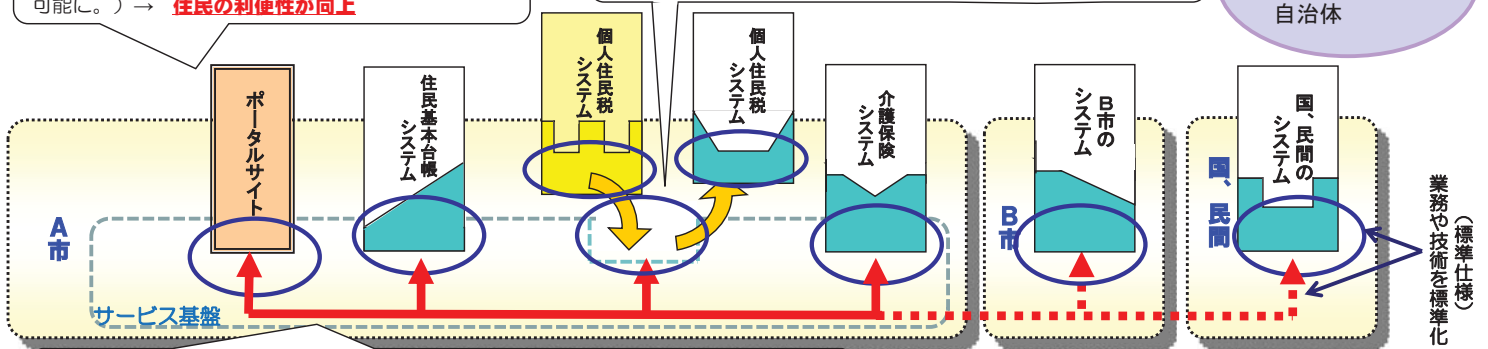 可能に。）→ 住民の利便性が向上
自治体
ポータルサイト
住民基本台帳
システム
個人住民税
システム
個人住民税
システム
介護保険
システム
Ｂ市の
システム
国、民間の
システム
Ａ市
Ｂ市
国、民間
サービス基盤
（標準仕様）
業務や技術を標準化